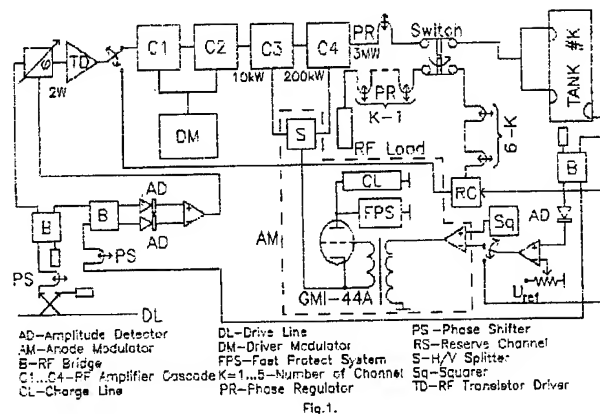 φ
TD
2W
C1
C2
C3
C4
10kW
200kW
PR
3MW
Switch
TANK #K
DM
S
PR
K-1
RF Load
6-K
B
RC
CL
FPS
AM
GMI-44A
Sq
AD
Uref
B
B
AD
AD
PS
PS
DL
AD-Amplitude Detector
AM-Anode Modulator
B-RF Bridge
C1...C4-RF Amplifier Cascade
CL-Charge Line
DL-Drive Line
DM-Driver Modulator
FPS-Fast Protect System
K=1...5-Number of Channel
PR-Phase Regulator
PS-Phase Shifter
RS-Reserve Channel
S-H/V Splitter
Sq-Squarer
TD-RF Transistor Driver
Fig.1.